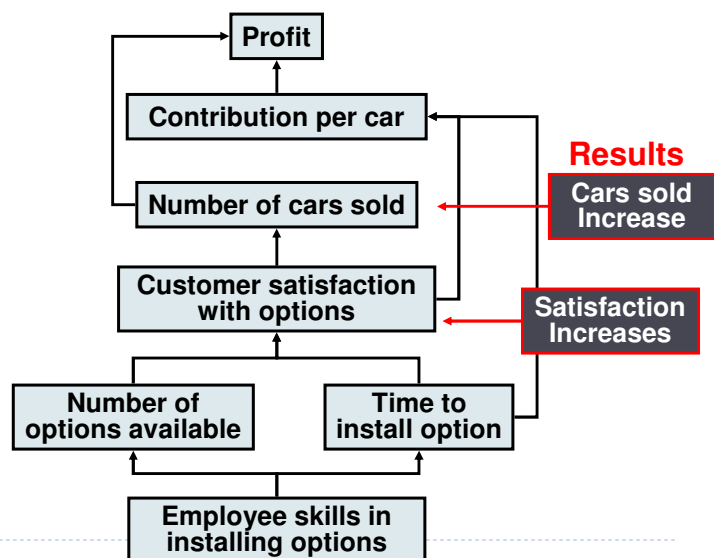 Profit
Contribution per car
Results
Cars sold
Increase
Number of cars sold
Customer satisfaction
with options
Satisfaction
Increases
Number of
options available
Time to
install option
Employee skills in
installing options